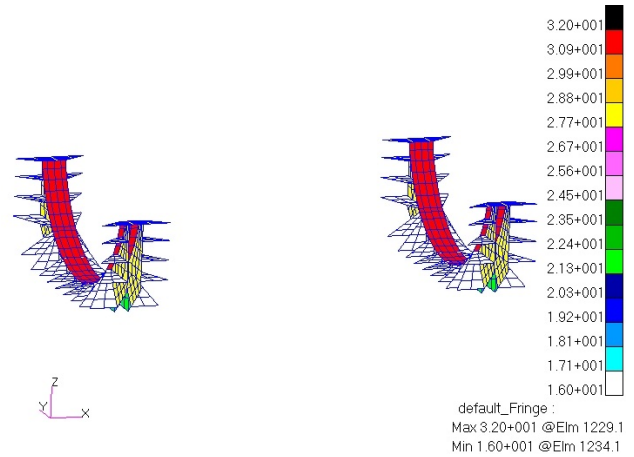 3.20+001
3.09+001
2.99+001
2.88+001
2.77+001
2.67+001
2.56+001
2.45+001
2.35+001
2.24+001
2.13+001
2.03+001
1.92+001
1.81+001
1.71+001
1.60+001
Z
Y
X
default_Fringe :
Max 3.20+001 @Elm 1229.1
Min 1.60+001 @Elm 1234.1